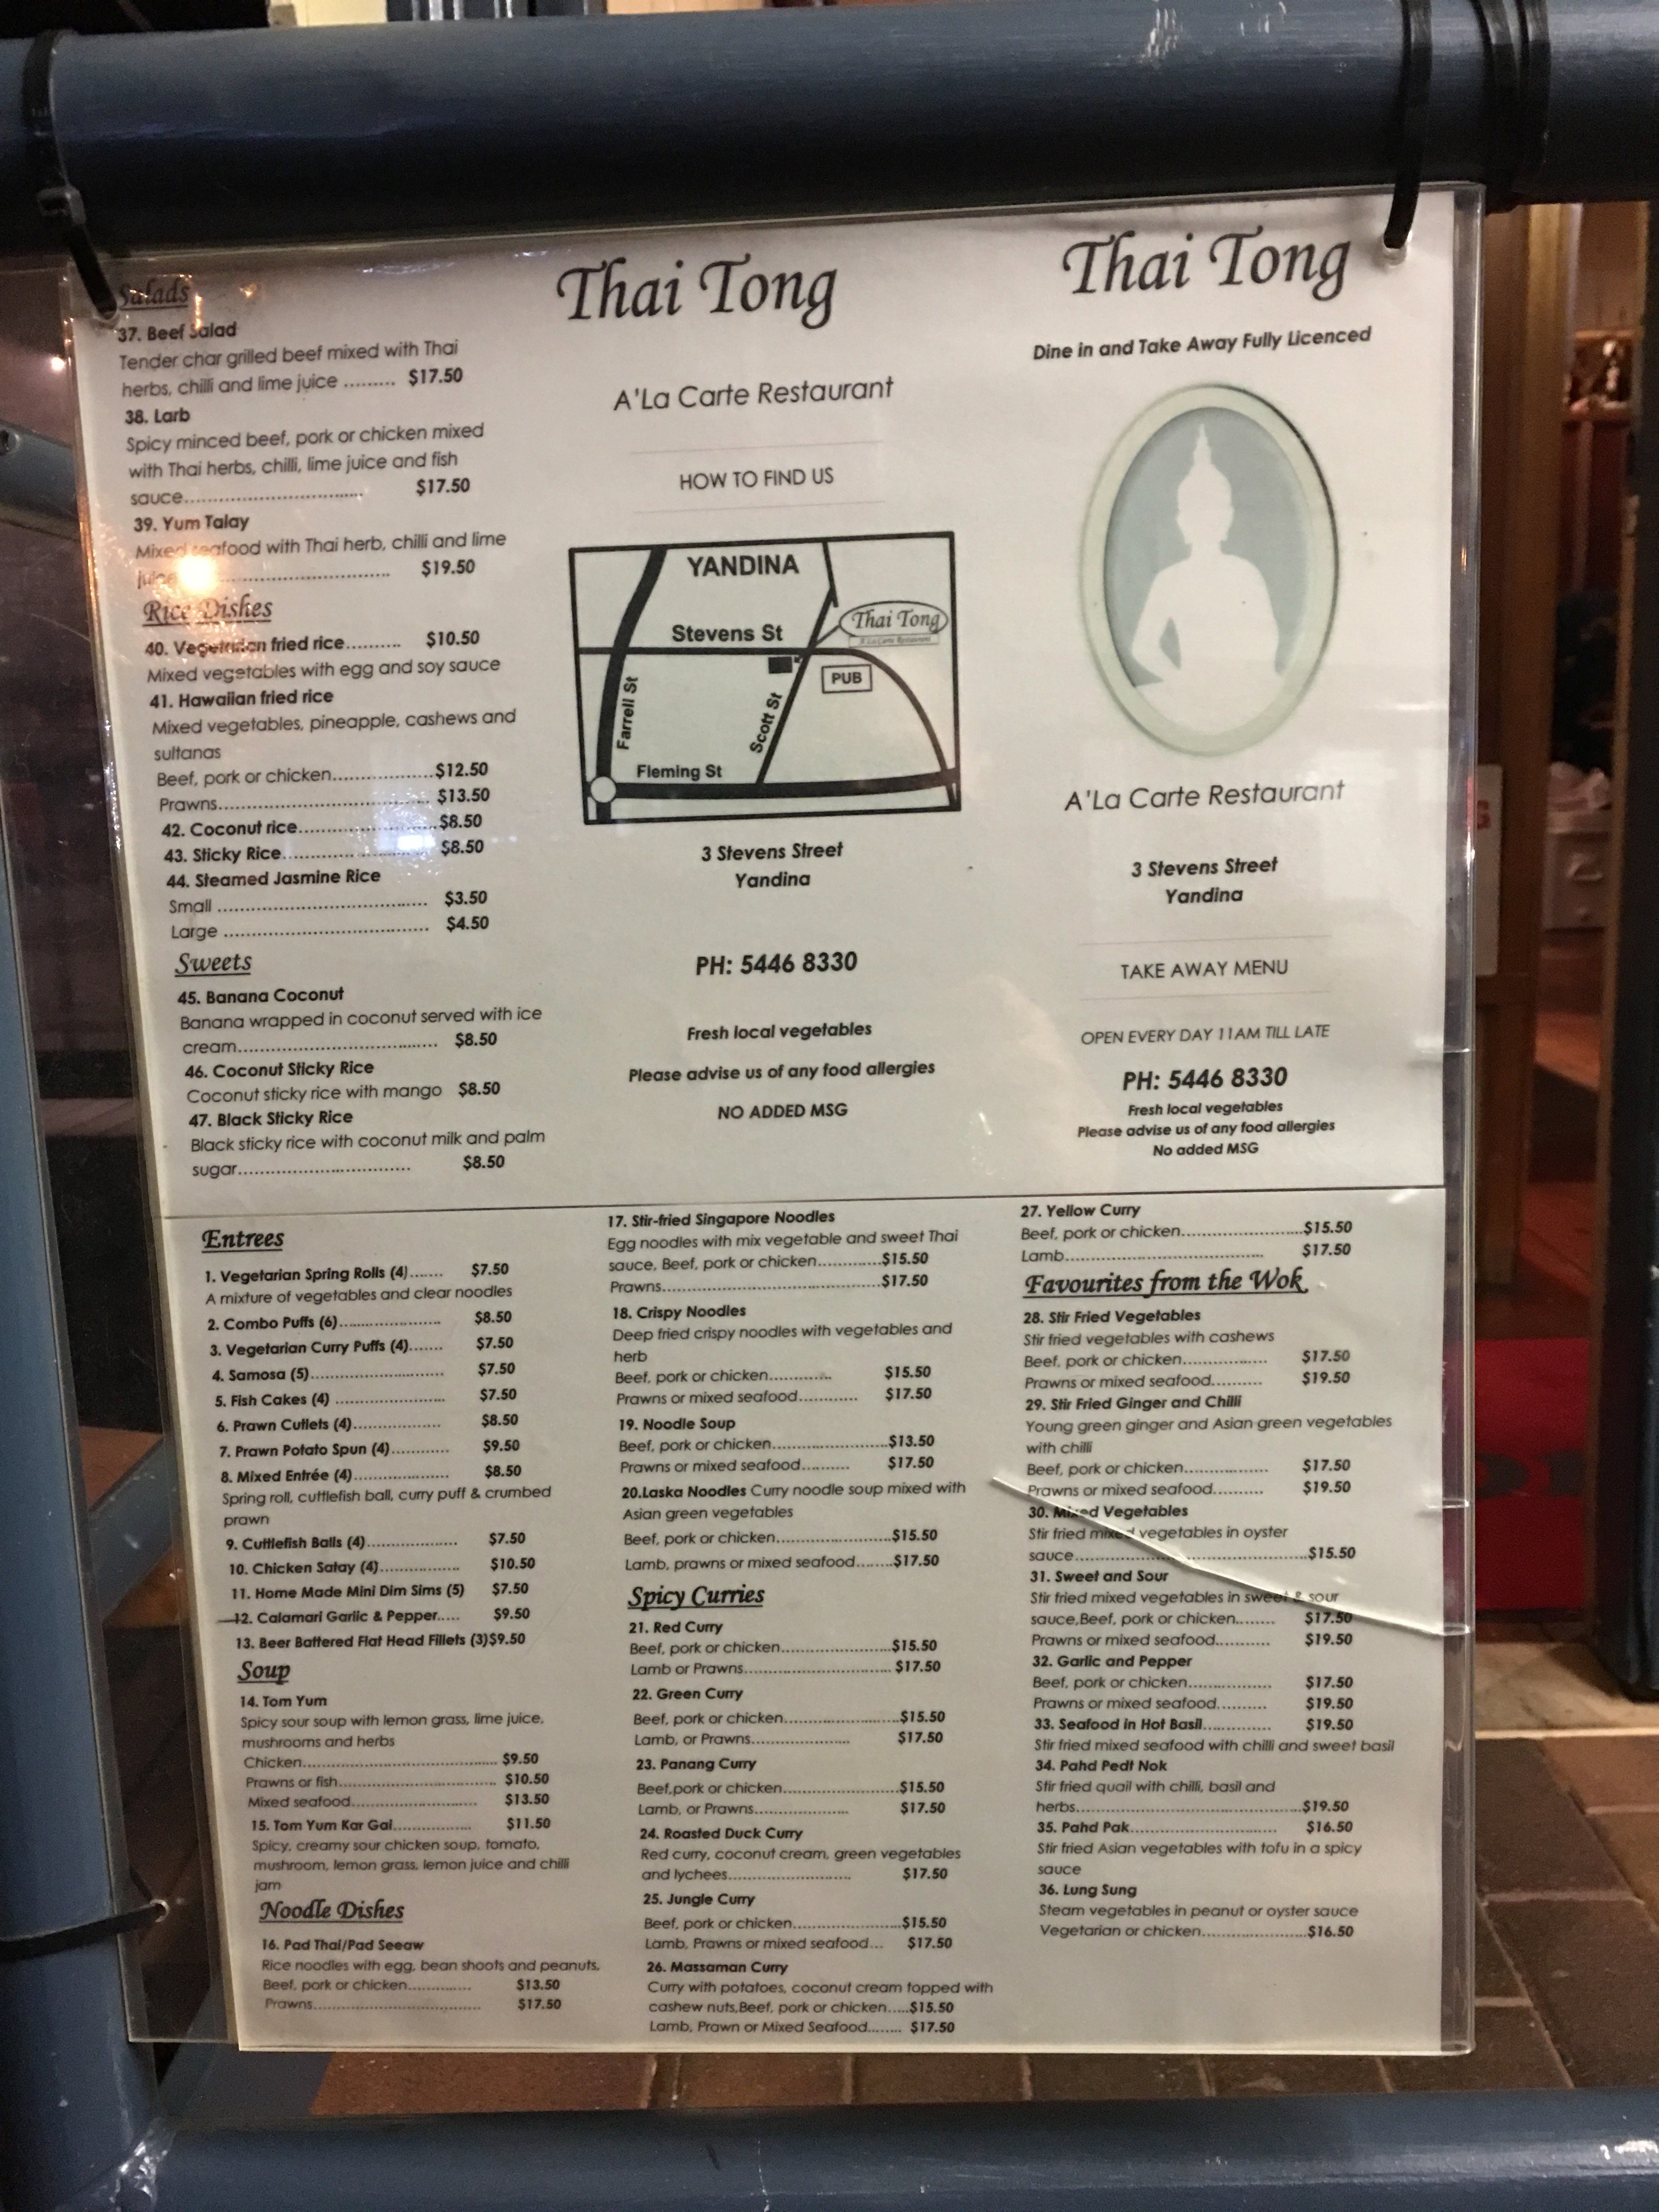 Salads
37. Beef Salad
Tender char grilled beef mixed with Thai
herbs, chilli and lime juice ......... $17.50
38. Larb
Spicy minced beef, pork or chicken mixed
with Thai herbs, chilli, lime juice and fish
sauce................................ $17.50
39. Yum Talay
Mixed seafood with Thai herb, chilli and lime
juice ............................. $19.50
Rice Dishes
40. Vegetarian fried rice.......... $10.50
Mixed vegetables with egg and soy sauce
41. Hawaiian fried rice
Mixed vegetables, pineapple, cashews and
sultanas
Beef, pork or chicken..................$12.50
Prawns..................................... $13.50
42. Coconut rice........................$8.50
43. Sticky Rice........................... $8.50
44. Steamed Jasmine Rice
Small ..................................... $3.50
Large .................................... $4.50
Sweets
45. Banana Coconut
Banana wrapped in coconut served with ice
cream................................... $8.50
46. Coconut Sticky Rice
Coconut sticky rice with mango $8.50
47. Black Sticky Rice
Black sticky rice with coconut milk and palm
sugar.............................. $8.50
Thai Tong
A'La Carte Restaurant
HOW TO FIND US
YANDINA
Stevens St
Thai Tong
A'La Carte Restaurant
PUB
Farrell St
Scott St
Fleming St
3 Stevens Street
Yandina
PH: 5446 8330
Fresh local vegetables
Please advise us of any food allergies
NO ADDED MSG
Thai Tong
Dine in and Take Away Fully Licenced
A'La Carte Restaurant
3 Stevens Street
Yandina
TAKE AWAY MENU
OPEN EVERY DAY 11AM TILL LATE
PH: 5446 8330
Fresh local vegetables
Please advise us of any food allergies
No added MSG
Entrees
1. Vegetarian Spring Rolls (4)....... $7.50
A mixture of vegetables and clear noodles
2. Combo Puffs (6)...................... $8.50
3. Vegetarian Curry Puffs (4)....... $7.50
4. Samosa (5)............................. $7.50
5. Fish Cakes (4) ........................ $7.50
6. Prawn Cutlets (4)................... $8.50
7. Prawn Potato Spun (4)............ $9.50
8. Mixed Entrée (4).................... $8.50
Spring roll, cuttlefish ball, curry puff & crumbed
prawn
9. Cuttlefish Balls (4)................... $7.50
10. Chicken Satay (4)................. $10.50
11. Home Made Mini Dim Sims (5) $7.50
12. Calamari Garlic & Pepper..... $9.50
13. Beer Battered Flat Head Fillets (3)$9.50
Soup
14. Tom Yum
Spicy sour soup with lemon grass, lime juice,
mushrooms and herbs
Chicken........................................... $9.50
Prawns or fish................................... $10.50
Mixed seafood........................... $13.50
15. Tom Yum Kar Gai................. $11.50
Spicy, creamy sour chicken soup, tomato,
mushroom, lemon grass, lemon juice and chilli
jam
Noodle Dishes
16. Pad Thai/Pad Seeaw
Rice noodles with egg, bean shoots and peanuts.
Beef, pork or chicken............. $13.50
Prawns..................................... $17.50
17. Stir-fried Singapore Noodles
Egg noodles with mix vegetable and sweet Thai
sauce, Beef, pork or chicken............$15.50
Prawns...............................................$17.50
18. Crispy Noodles
Deep fried crispy noodles with vegetables and
herb
Beef, pork or chicken............. $15.50
Prawns or mixed seafood............ $17.50
19. Noodle Soup
Beef, pork or chicken.........................$13.50
Prawns or mixed seafood.......... $17.50
20.Laska Noodles Curry noodle soup mixed with
Asian green vegetables
Beef, pork or chicken.........................$15.50
Lamb, prawns or mixed seafood.......$17.50
Spicy Curries
21. Red Curry
Beef, pork or chicken........................$15.50
Lamb or Prawns................................ $17.50
22. Green Curry
Beef, pork or chicken.........................$15.50
Lamb, or Prawns..................... $17.50
23. Panang Curry
Beef,pork or chicken.........................$15.50
Lamb, or Prawns.................... $17.50
24. Roasted Duck Curry
Red curry, coconut cream, green vegetables
and lychees.......................... $17.50
25. Jungle Curry
Beef, pork or chicken.......................$15.50
Lamb, Prawns or mixed seafood... $17.50
26. Massaman Curry
Curry with potatoes, coconut cream topped with
cashew nuts,Beef, pork or chicken.....$15.50
Lamb, Prawn or Mixed Seafood........ $17.50
27. Yellow Curry
Beef, pork or chicken..........................$15.50
Lamb.......................................... $17.50
Favourites from the Wok
28. Stir Fried Vegetables
Stir fried vegetables with cashews
Beef, pork or chicken.................. $17.50
Prawns or mixed seafood.......... $19.50
29. Stir Fried Ginger and Chilli
Young green ginger and Asian green vegetables
with chilli
Beef, pork or chicken.................. $17.50
Prawns or mixed seafood.......... $19.50
30. Mixed Vegetables
Stir fried mixed vegetables in oyster
sauce.................................................$15.50
31. Sweet and Sour
Stir fried mixed vegetables in sweet & sour
sauce,Beef, pork or chicken........ $17.50
Prawns or mixed seafood........... $19.50
32. Garlic and Pepper
Beef, pork or chicken.................. $17.50
Prawns or mixed seafood.......... $19.50
33. Seafood in Hot Basil.............. $19.50
Stir fried mixed seafood with chilli and sweet basil
34. Pahd Pedt Nok
Stir fried quail with chilli, basil and
herbs................................................$19.50
35. Pahd Pak............................. $16.50
Stir fried Asian vegetables with tofu in a spicy
sauce
36. Lung Sung
Steam vegetables in peanut or oyster sauce
Vegetarian or chicken......................$16.50